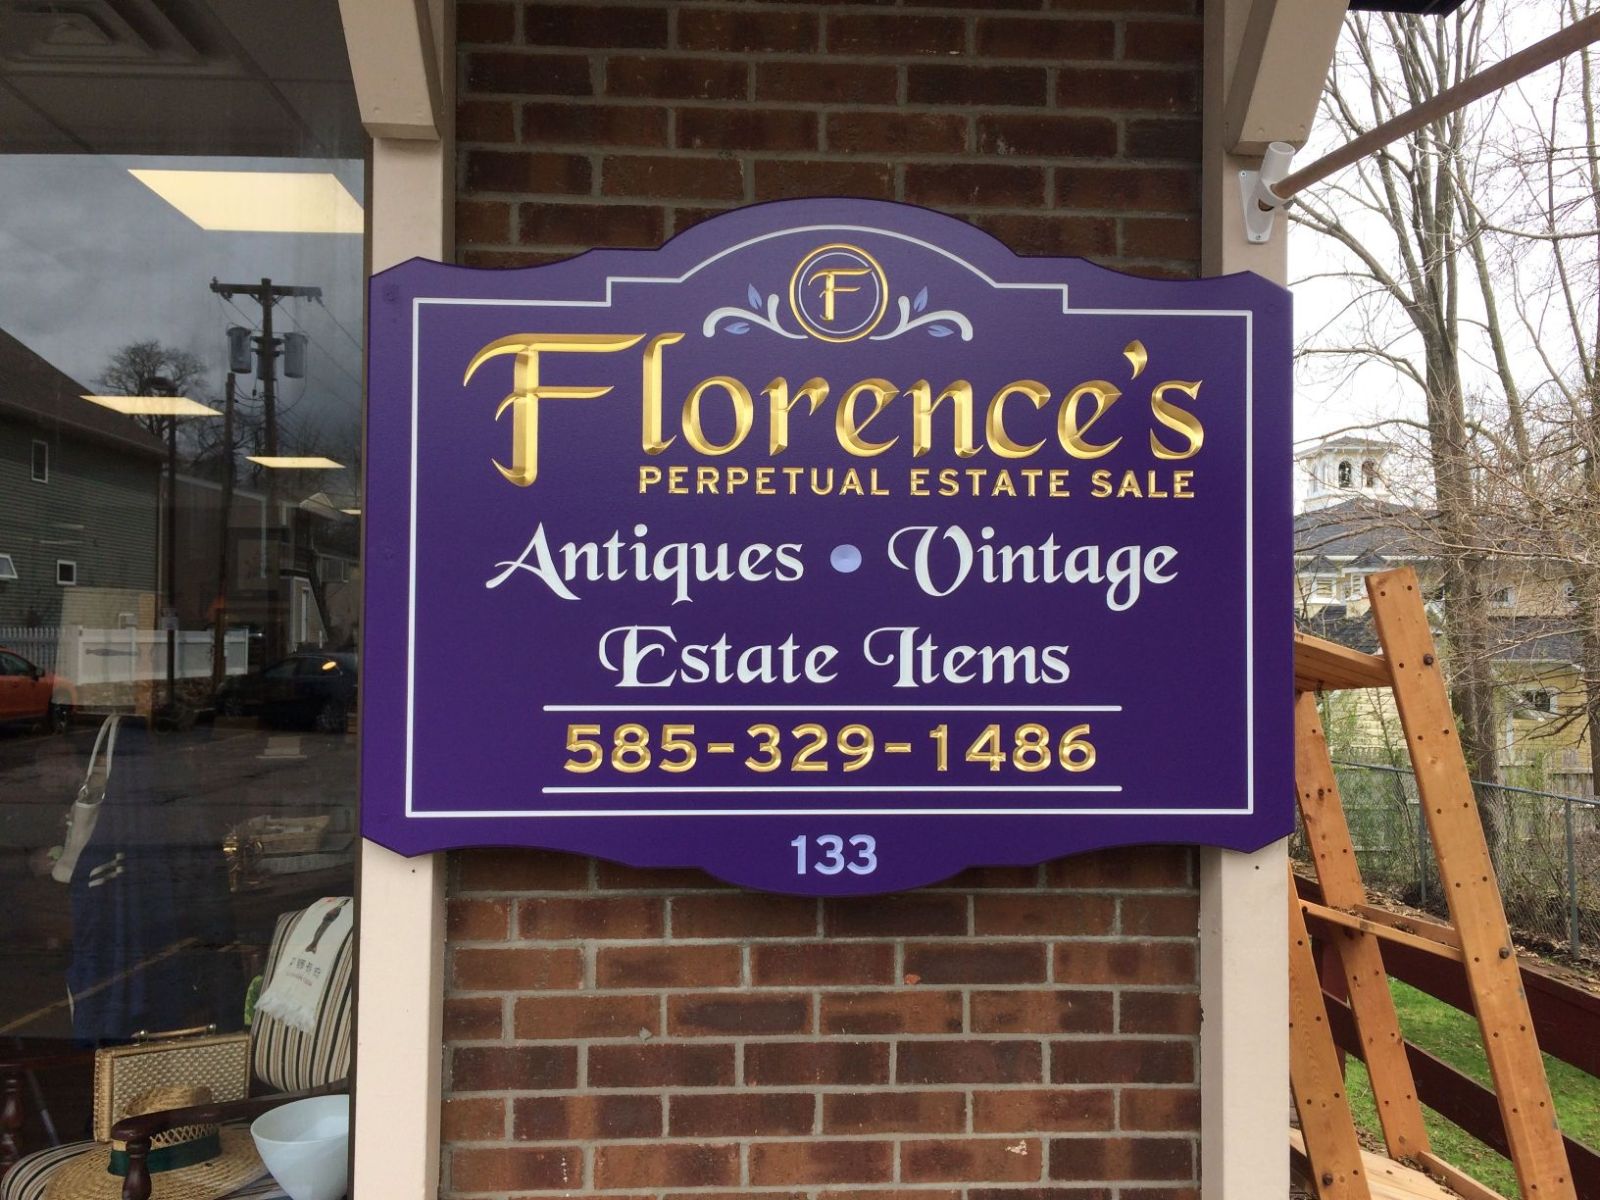 F
Florence's
PERPETUAL ESTATE SALE
Antiques • Vintage
Estate Items
585-329-1486
133